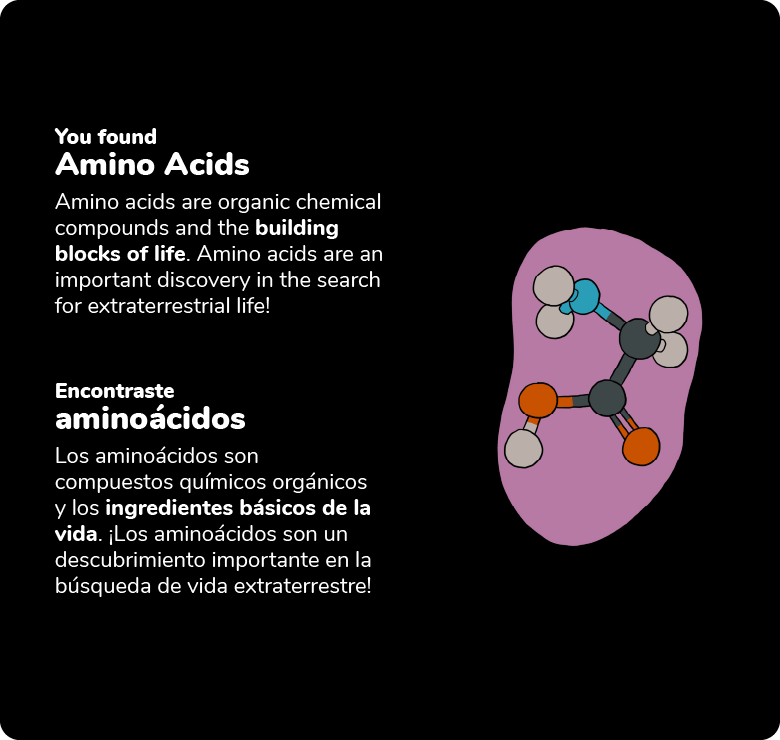 You found
Amino Acids
Amino acids are organic chemical
compounds and the building
blocks of life. Amino acids are an
important discovery in the search
for extraterrestrial life!
Encontraste
aminoácidos
Los aminoácidos son
compuestos químicos orgánicos
y los ingredientes básicos de la
vida. ¡Los aminoácidos son un
descubrimiento importante en la
búsqueda de vida extraterrestre!